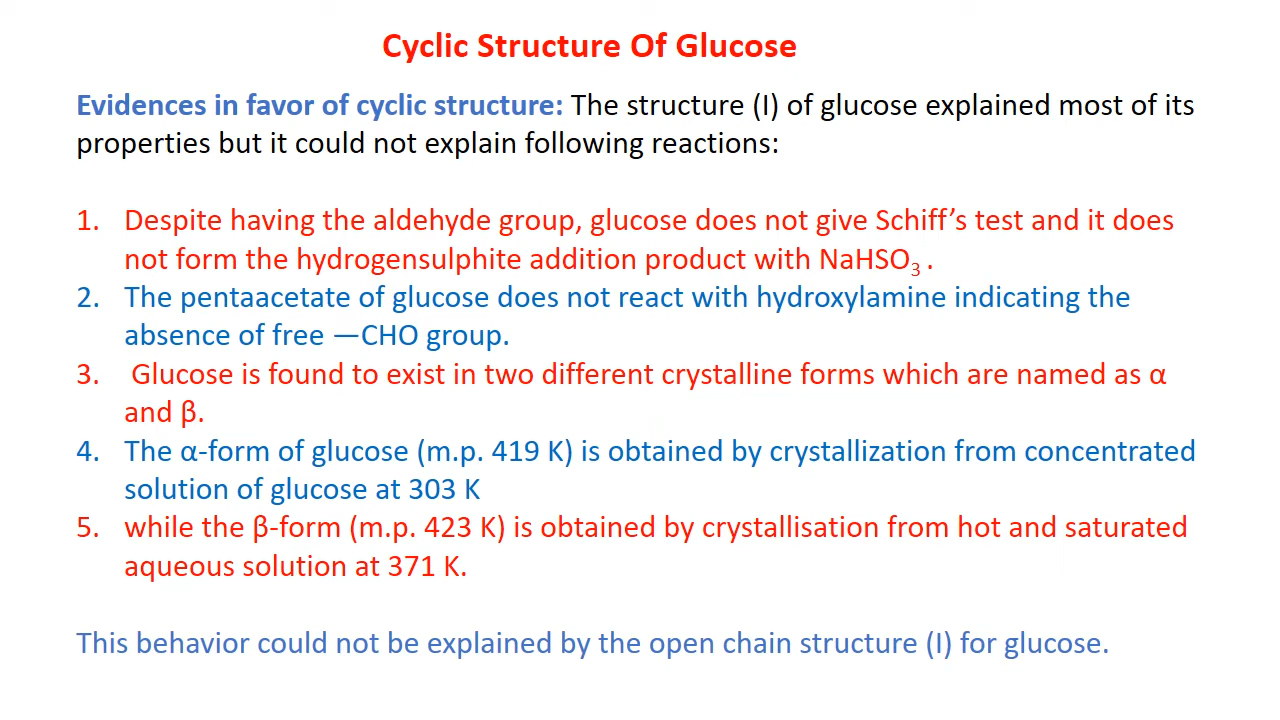 Cyclic Structure Of Glucose
Evidences in favor of cyclic structure: The structure (I) of glucose explained most of its
properties but it could not explain following reactions:
1. Despite having the aldehyde group, glucose does not give Schiff’s test and it does
not form the hydrogensulphite addition product with NaHSO₃ .
2. The pentaacetate of glucose does not react with hydroxylamine indicating the
absence of free —CHO group.
3. Glucose is found to exist in two different crystalline forms which are named as α
and β.
4. The α-form of glucose (m.p. 419 K) is obtained by crystallization from concentrated
solution of glucose at 303 K
5. while the β-form (m.p. 423 K) is obtained by crystallisation from hot and saturated
aqueous solution at 371 K.
This behavior could not be explained by the open chain structure (I) for glucose.